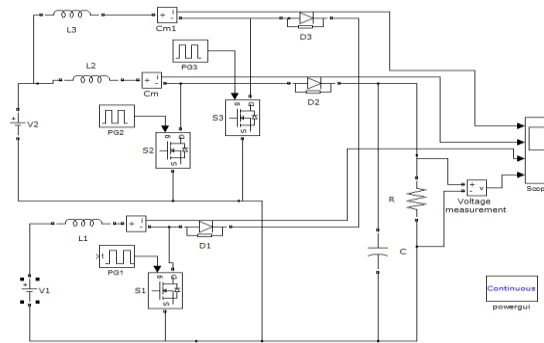 L3
Cm1
D3
PG3
L2
Cm
D2
V2
PG2
S2
S3
R
Voltage
measurement
Scop
L1
D1
C
PG1
S1
V1
Continuous
powergui